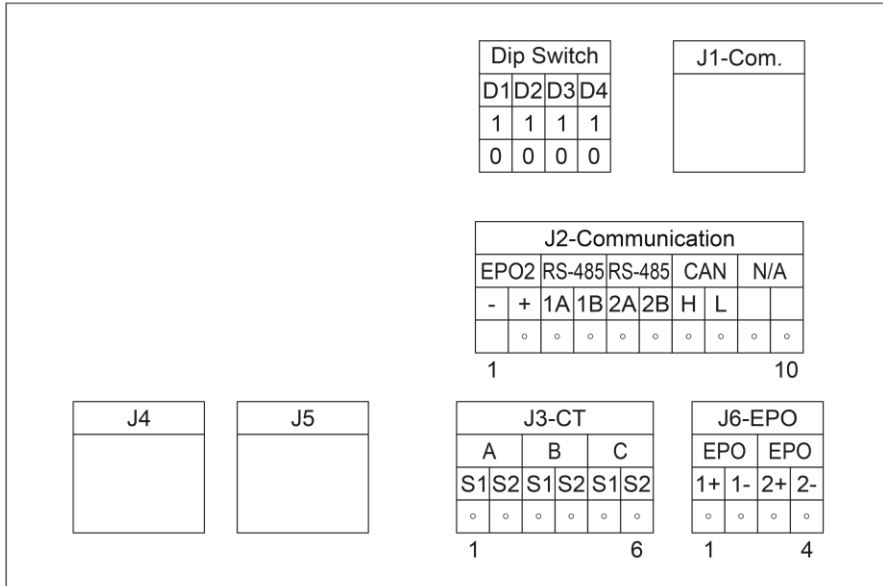 Dip Switch
D1 D2 D3 D4
1 1 1 1
0 0 0 0
J1-Com.
J2-Communication
EPO2 RS-485 RS-485 CAN N/A
- + 1A 1B 2A 2B H L
1 10
J4
J5
J3-CT
A B C
S1 S2 S1 S2 S1 S2
1 6
J6-EPO
EPO EPO
1+ 1- 2+ 2-
1 4